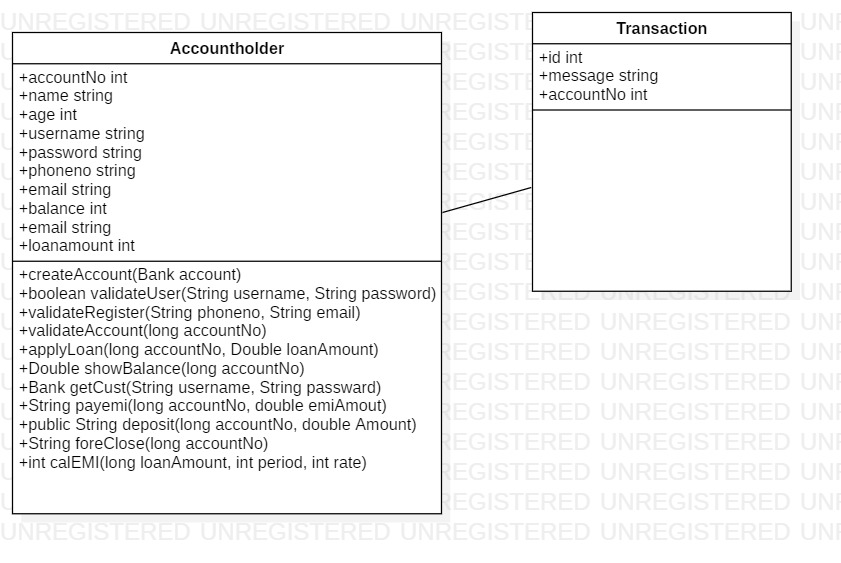 Accountholder
+accountNo int
+name string
+age int
+username string
+password string
+phoneno string
+email string
+balance int
+email string
+loanamount int
+createAccount(Bank account)
+boolean validateUser(String username, String password)
+validateRegister(String phoneno, String email)
+validateAccount(long accountNo)
+applyLoan(long accountNo, Double loanAmount)
+Double showBalance(long accountNo)
+Bank getCust(String username, String passward)
+String payemi(long accountNo, double emiAmout)
+public String deposit(long accountNo, double Amount)
+String foreClose(long accountNo)
+int calEMI(long loanAmount, int period, int rate)
Transaction
+id int
+message string
+accountNo int
UNREGISTERED UNREGISTERED UNREGISTERED
UNREGISTERED UNREGISTERED UNREGISTERED UNREGISTERED